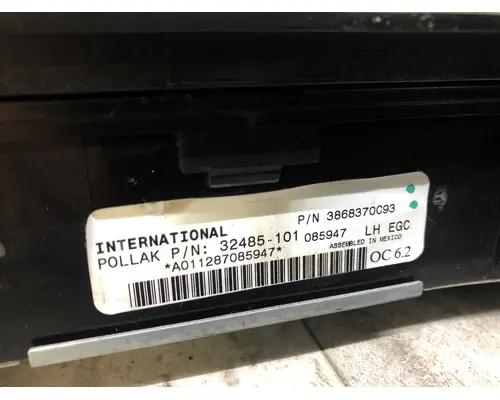 INTERNATIONAL P/N 3868370C93
POLLAK P/N: 32485-101 085947 LH EGC
*A011287085947* ASSEMBLED IN MEXICO
OC 6.2